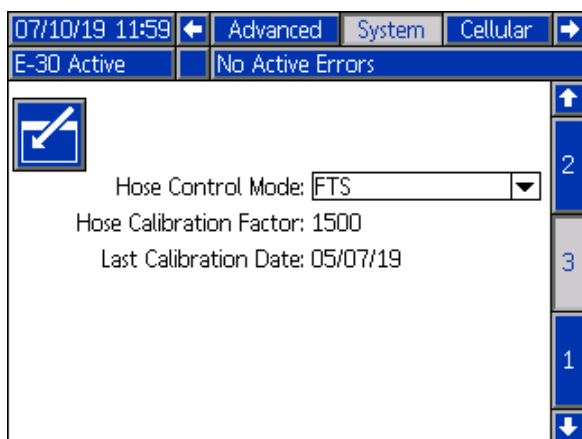 07/10/19 11:59 Advanced System Cellular
E-30 Active No Active Errors
2
Hose Control Mode: FTS
Hose Calibration Factor: 1500
Last Calibration Date: 05/07/19
3
1